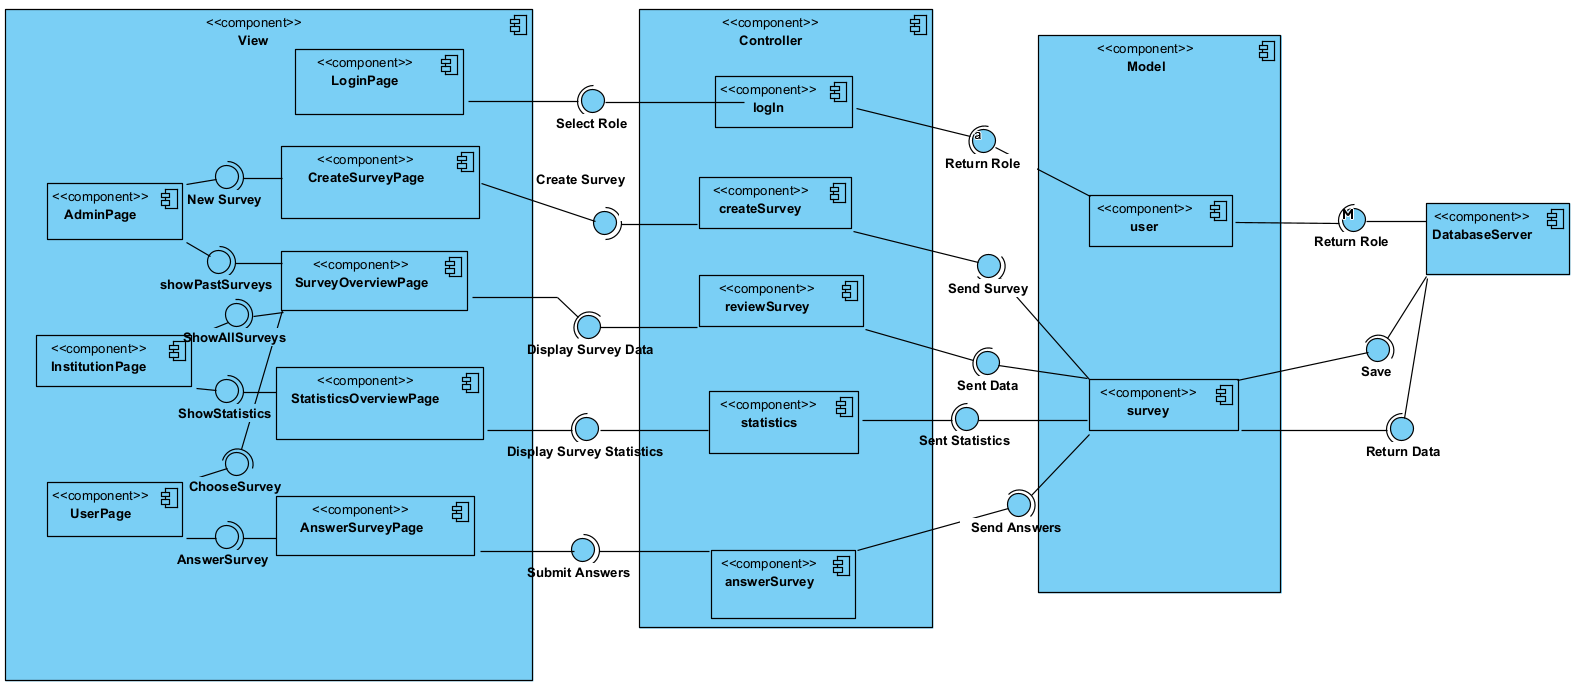 <<component>>
View
<<component>>
LoginPage
<<component>>
CreateSurveyPage
<<component>>
AdminPage
New Survey
<<component>>
SurveyOverviewPage
showPastSurveys
ShowAllSurveys
<<component>>
InstitutionPage
<<component>>
StatisticsOverviewPage
ShowStatistics
ChooseSurvey
<<component>>
UserPage
<<component>>
AnswerSurveyPage
AnswerSurvey
Select Role
Create Survey
Display Survey Data
Display Survey Statistics
Submit Answers
<<component>>
Controller
<<component>>
logIn
<<component>>
createSurvey
<<component>>
reviewSurvey
<<component>>
statistics
<<component>>
answerSurvey
a
Return Role
Send Survey
Sent Data
Sent Statistics
Send Answers
<<component>>
Model
<<component>>
user
<<component>>
survey
M
Return Role
Save
Return Data
<<component>>
DatabaseServer